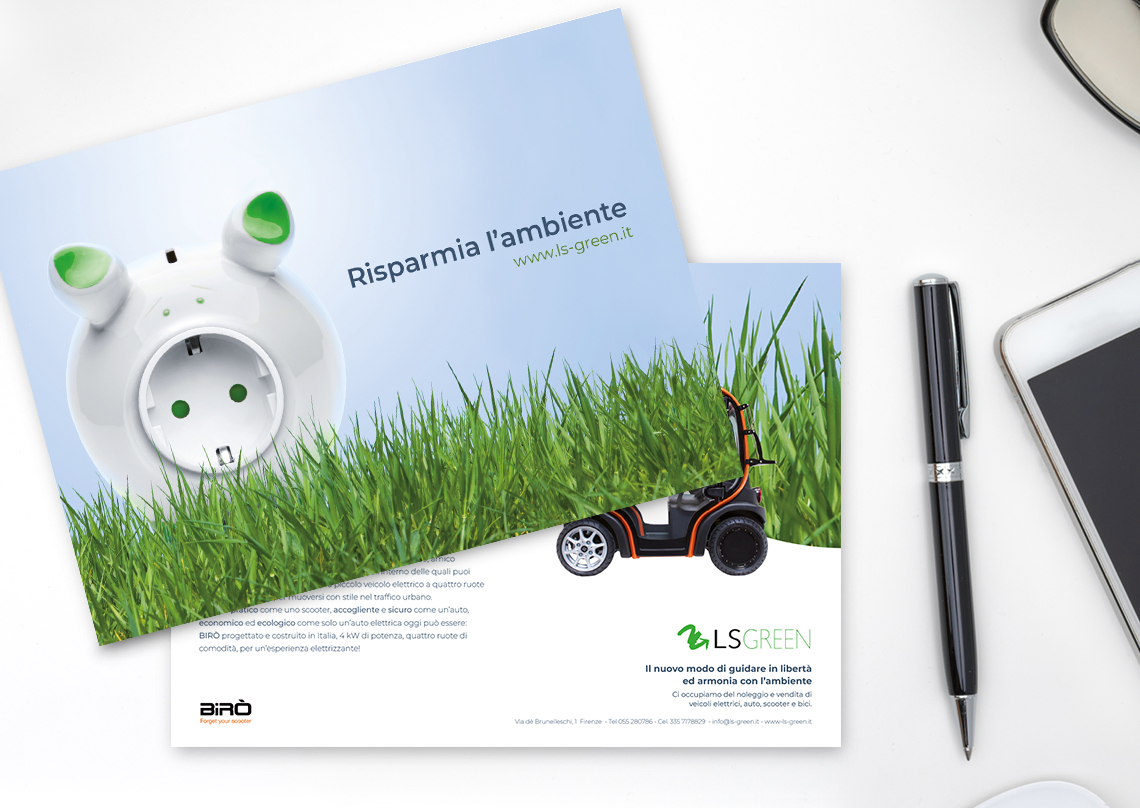 Risparmia l'ambiente
www.ls-green.it
amico
interno delle quali puoi
piccolo veicolo elettrico a quattro ruote
muoversi con stile nel traffico urbano.
pratico come uno scooter, accogliente e sicuro come un'auto,
economico ed ecologico come solo un'auto elettrica oggi può essere:
BIRÒ progettato e costruito in Italia, 4 kW di potenza, quattro ruote di
comodità, per un'esperienza elettrizzante!
LSGREEN
Il nuovo modo di guidare in libertà
ed armonia con l'ambiente
Ci occupiamo del noleggio e vendita di
veicoli elettrici, auto, scooter e bici.
BiRÒ
Forget your scooter
Via dè Brunelleschi, 1 Firenze - Tel 055 280786 - Cel. 335 7178829 - info@ls-green.it - www-ls-green.it